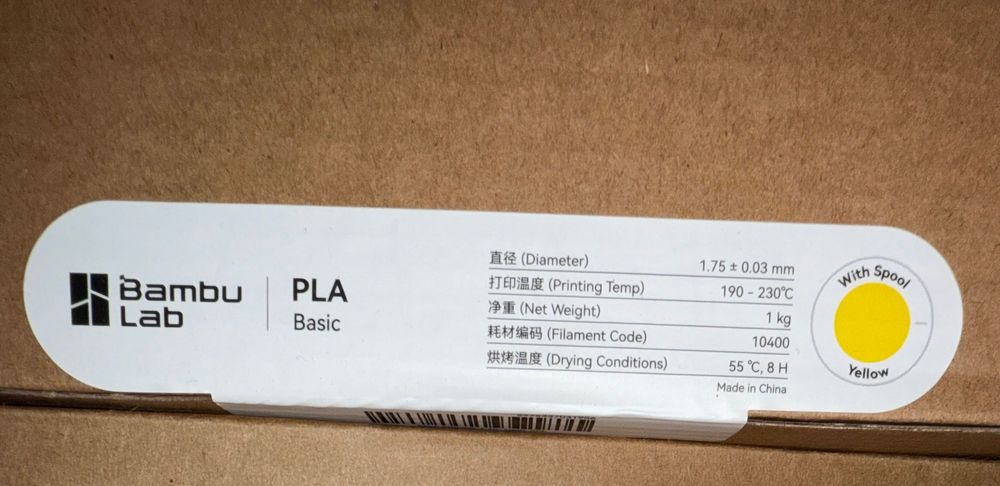 Bambu
Lab
PLA
Basic
直径 (Diameter) 1.75 ± 0.03 mm
打印温度 (Printing Temp) 190 - 230℃
净重 (Net Weight) 1 kg
耗材编码 (Filament Code) 10400
烘烤温度 (Drying Conditions) 55 ℃, 8 H
Made in China
With Spool
Yellow